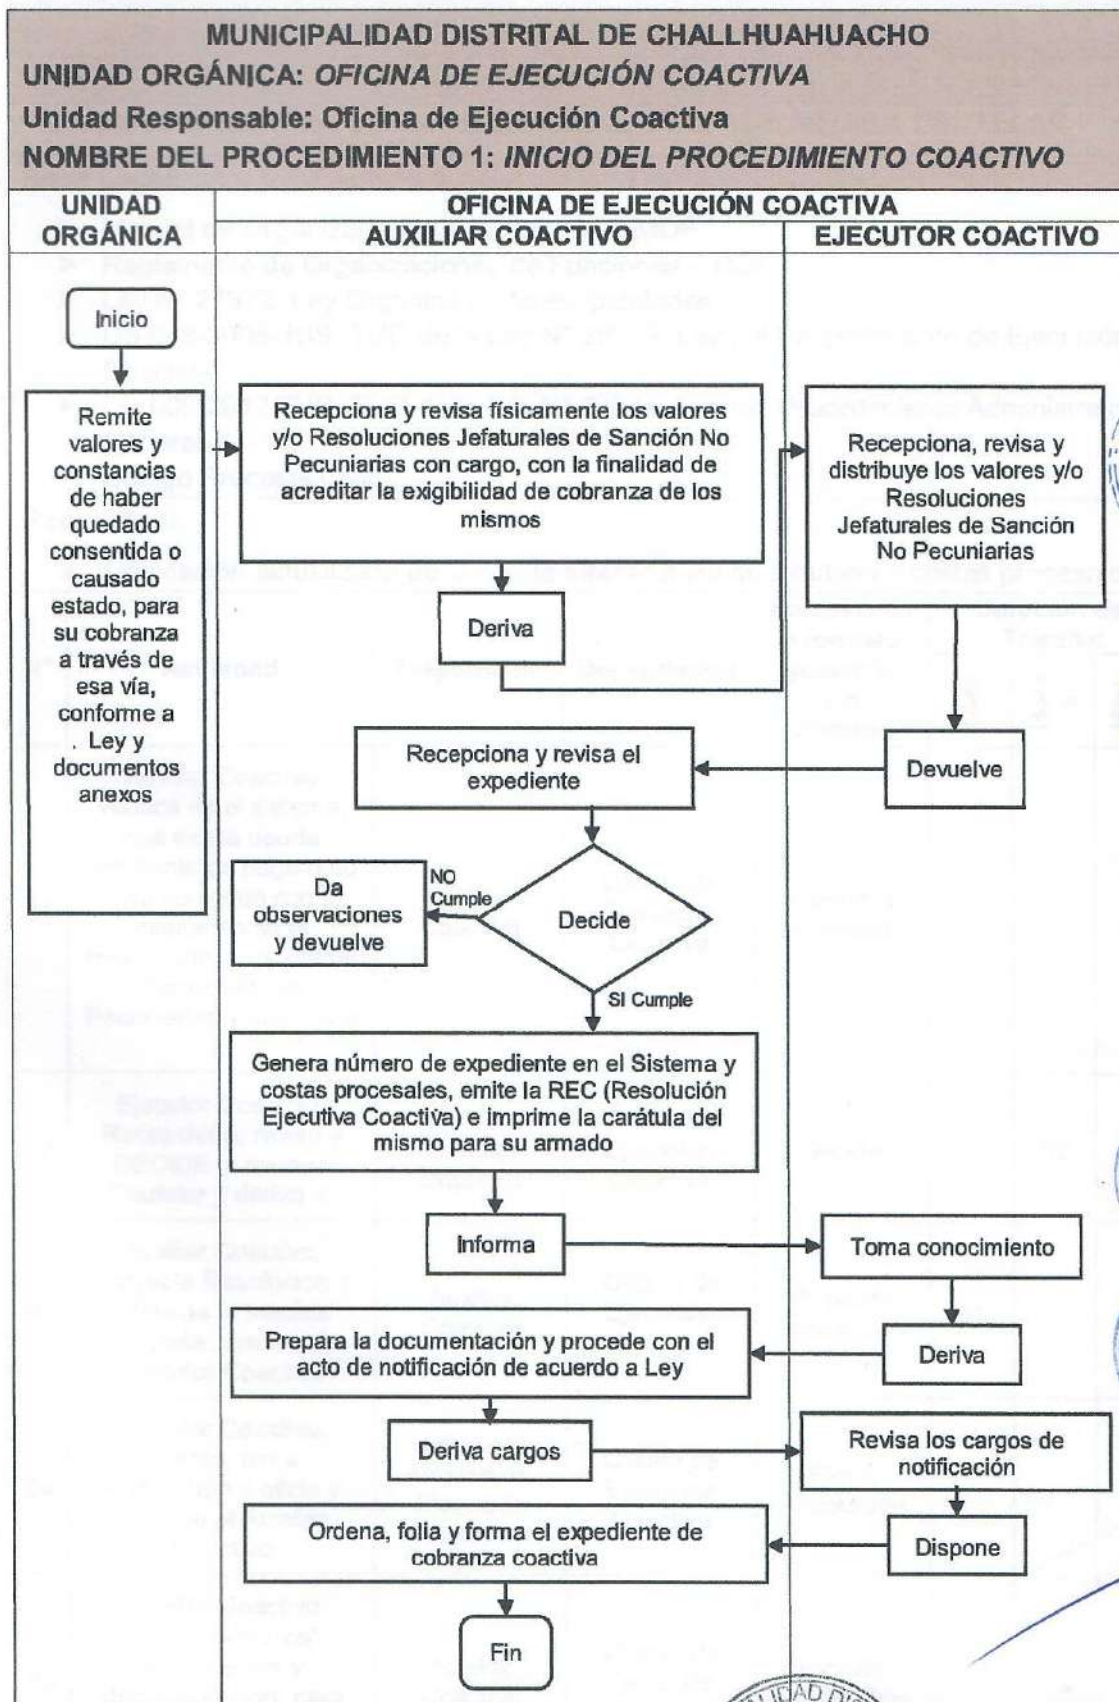 MUNICIPALIDAD DISTRITAL DE CHALLHUAHUACHO
UNIDAD ORGÁNICA: OFICINA DE EJECUCIÓN COACTIVA
Unidad Responsable: Oficina de Ejecución Coactiva
NOMBRE DEL PROCEDIMIENTO 1: INICIO DEL PROCEDIMIENTO COACTIVO
UNIDAD
ORGÁNICA
OFICINA DE EJECUCIÓN COACTIVA
AUXILIAR COACTIVO
EJECUTOR COACTIVO
Inicio
Remite
valores y
constancias
de haber
quedado
consentida o
causado
estado, para
su cobranza
a través de
esa vía,
conforme a
. Ley y
documentos
anexos
Recepciona y revisa físicamente los valores
y/o Resoluciones Jefaturales de Sanción No
Pecuniarias con cargo, con la finalidad de
acreditar la exigibilidad de cobranza de los
mismos
Recepciona, revisa y
distribuye los valores y/o
Resoluciones
Jefaturales de Sanción
No Pecuniarias
Deriva
Recepciona y revisa el
expediente
Devuelve
Da
observaciones
y devuelve
NO
Cumple
Decide
SI Cumple
Genera número de expediente en el Sistema y
costas procesales, emite la REC (Resolución
Ejecutiva Coactiva) e imprime la carátula del
mismo para su armado
Informa
Toma conocimiento
Prepara la documentación y procede con el
acto de notificación de acuerdo a Ley
Deriva
Deriva cargos
Revisa los cargos de
notificación
Ordena, folia y forma el expediente de
cobranza coactiva
Dispone
Fin